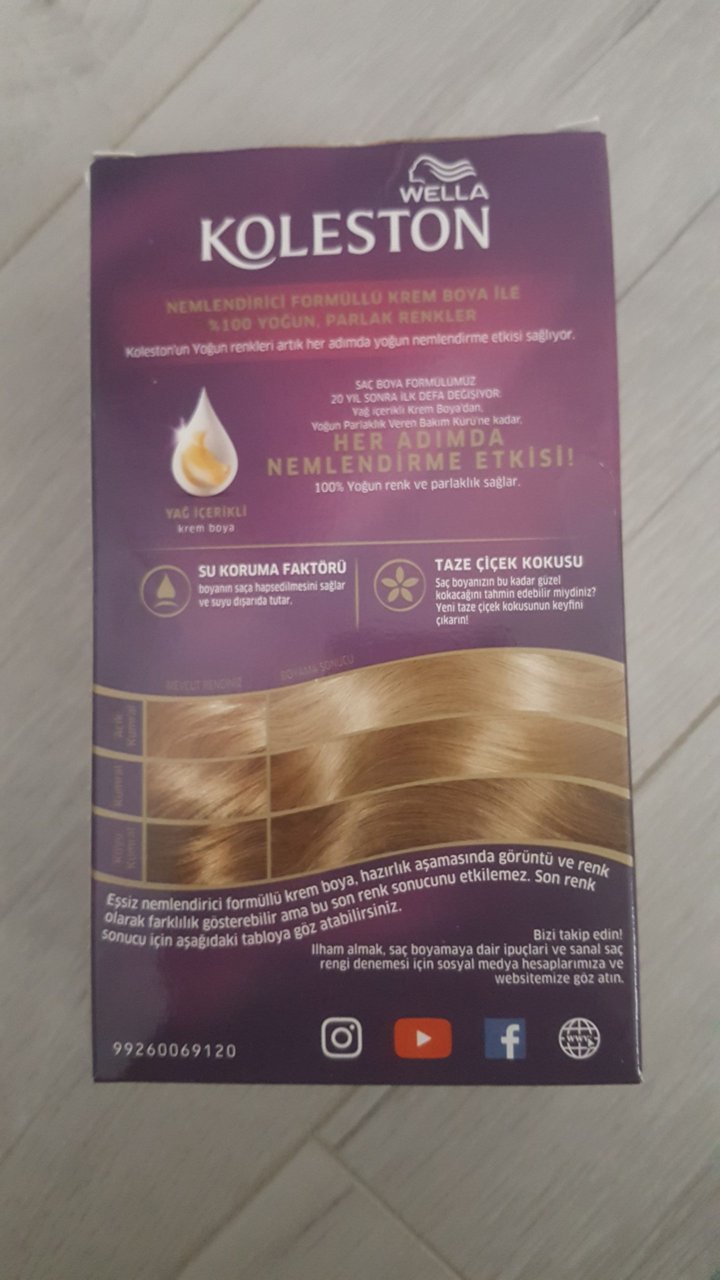 WELLA
KOLESTON
NEMLENDİRİCİ FORMÜLLÜ KREM BOYA İLE
%100 YOĞUN, PARLAK RENKLER
Koleston'un Yoğun renkleri artık her adımda yoğun nemlendirme etkisi sağlıyor.
SAÇ BOYA FORMÜLÜMÜZ
20 YIL SONRA İLK DEFA DEĞİŞİYOR:
Yağ içerikli Krem Boya'dan,
Yoğun Parlaklık Veren Bakım Kürü'ne kadar,
HER ADIMDA
NEMLENDİRME ETKİSİ!
100% Yoğun renk ve parlaklık sağlar.
YAĞ İÇERİKLİ
krem boya
SU KORUMA FAKTÖRÜ
boyanın saça hapsedilmesini sağlar
ve suyu dışarıda tutar.
TAZE ÇİÇEK KOKUSU
Saç boyanızın bu kadar güzel
kokacağını tahmin edebilir miydiniz?
Yeni taze çiçek kokusunun keyfini
çıkarın!
MEVCUT RENGİNİZ
BOYAMA SONUCU
Açık
Kumral
Kumral
Koyu
Kumral
Eşsiz nemlendirici formüllü krem boya, hazırlık aşamasında görüntü ve renk
olarak farklılık gösterebilir ama bu son renk sonucunu etkilemez. Son renk
sonucu için aşağıdaki tabloya göz atabilirsiniz.
Bizi takip edin!
İlham almak, saç boyamaya dair ipuçları ve sanal saç
rengi denemesi için sosyal medya hesaplarımıza ve
websitemize göz atın.
99260069120
www